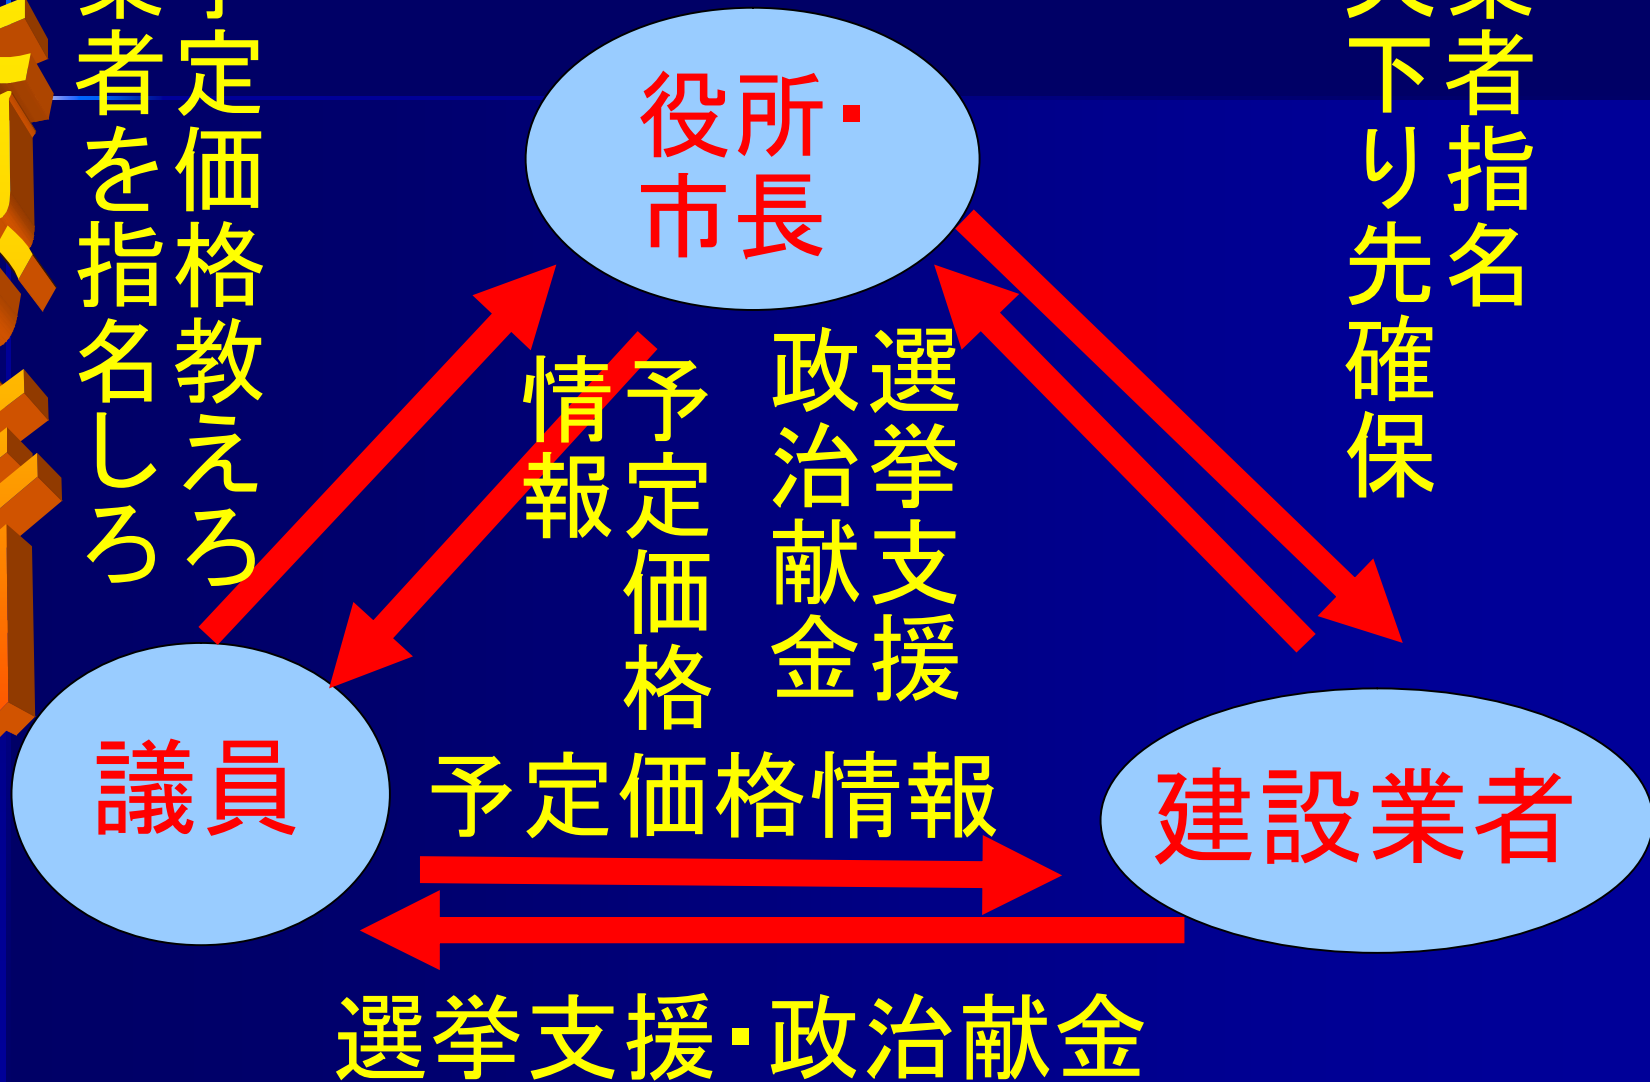 定価格教えろ
者を指名しろ
役所・
市長
者指名
下り先確保
予定価格
情報
選挙支援
政治献金
議員
予定価格情報
建設業者
選挙支援・政治献金